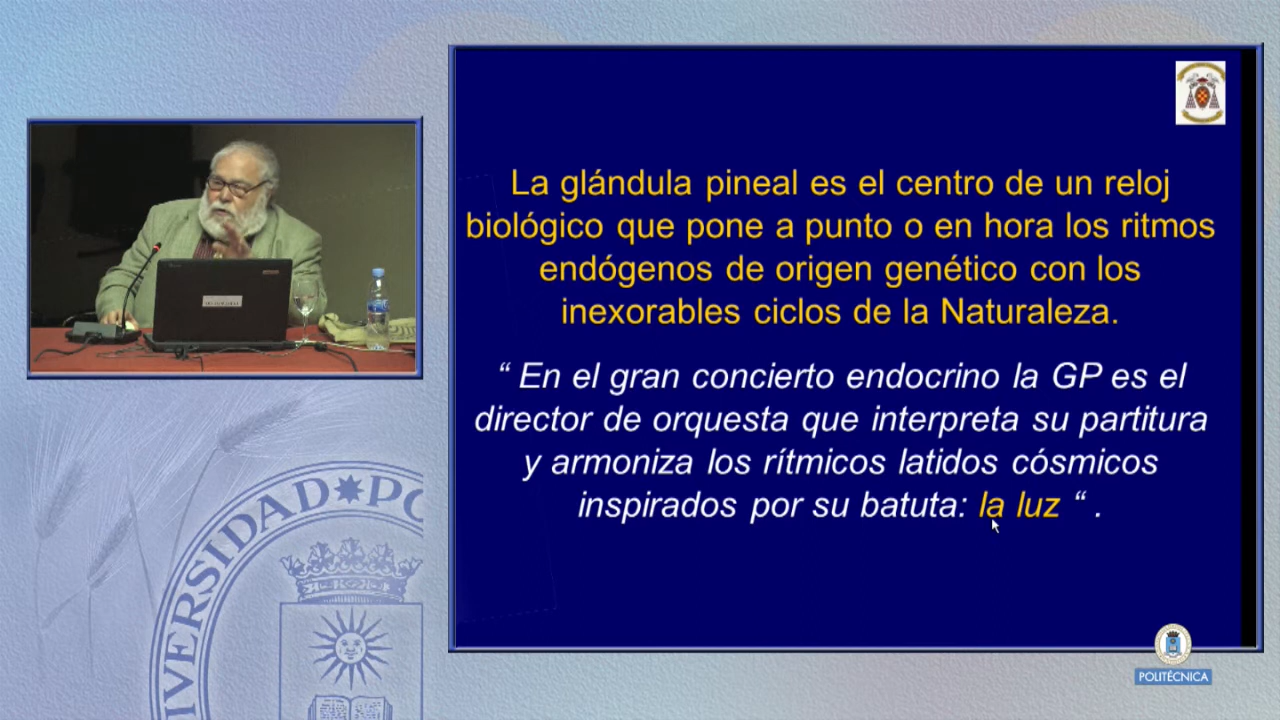 La glándula pineal es el centro de un reloj
biológico que pone a punto o en hora los ritmos
endógenos de origen genético con los
inexorables ciclos de la Naturaleza.
“ En el gran concierto endocrino la GP es el
director de orquesta que interpreta su partitura
y armoniza los rítmicos latidos cósmicos
inspirados por su batuta: la luz “ .
VERSIDAD PO
POLITÉCNICA